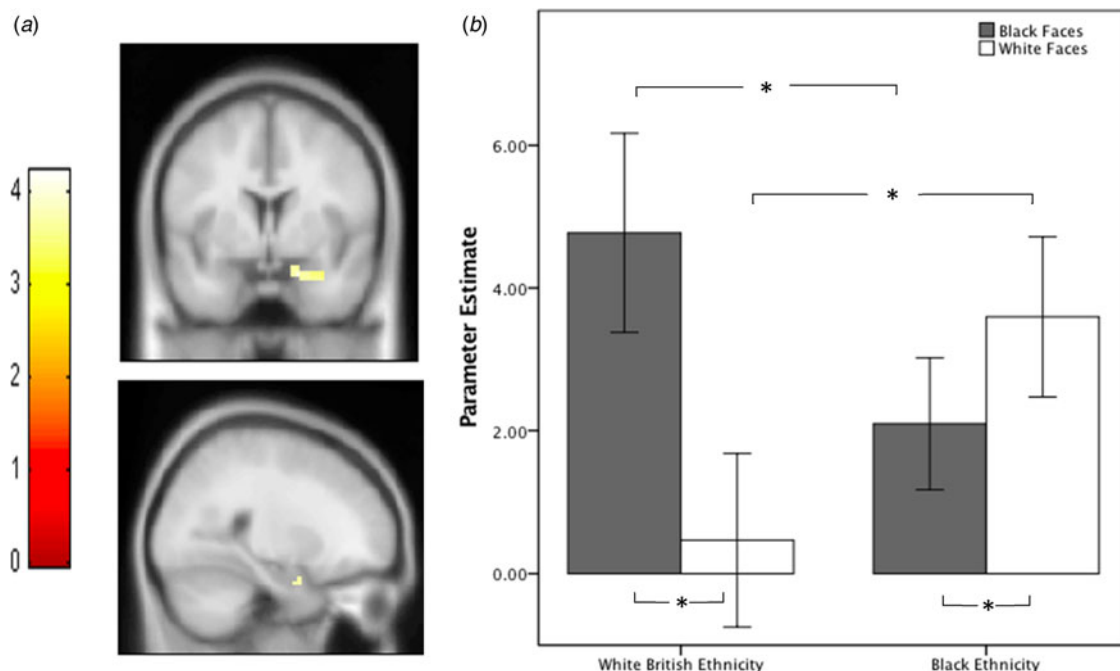 (a)
4
3
2
1
0
(b)
Black Faces
White Faces
Parameter Estimate
6.00
4.00
2.00
0.00
*
*
*
*
White British Ethnicity
Black Ethnicity